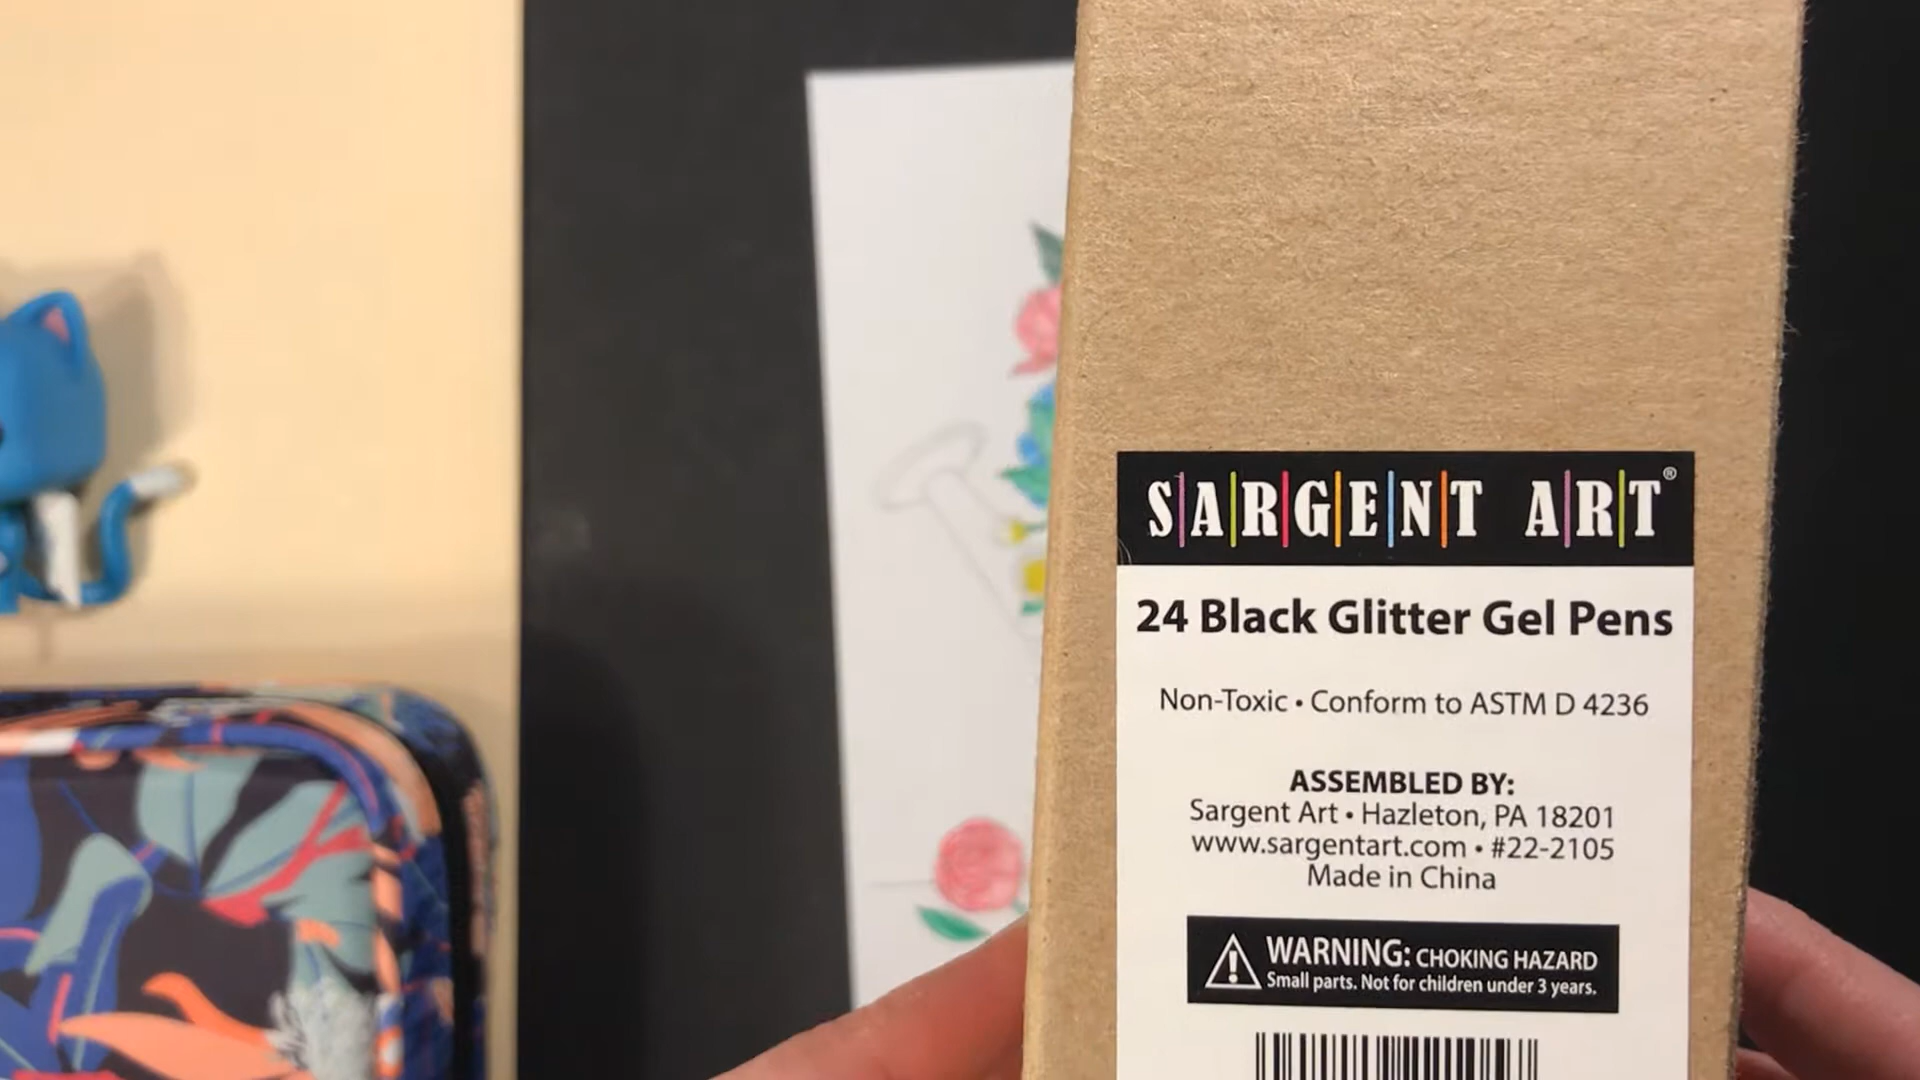 SARGENT ART®
24 Black Glitter Gel Pens
Non-Toxic • Conform to ASTM D 4236
ASSEMBLED BY:
Sargent Art • Hazleton, PA 18201
www.sargentart.com • #22-2105
Made in China
WARNING: CHOKING HAZARD
Small parts. Not for children under 3 years.